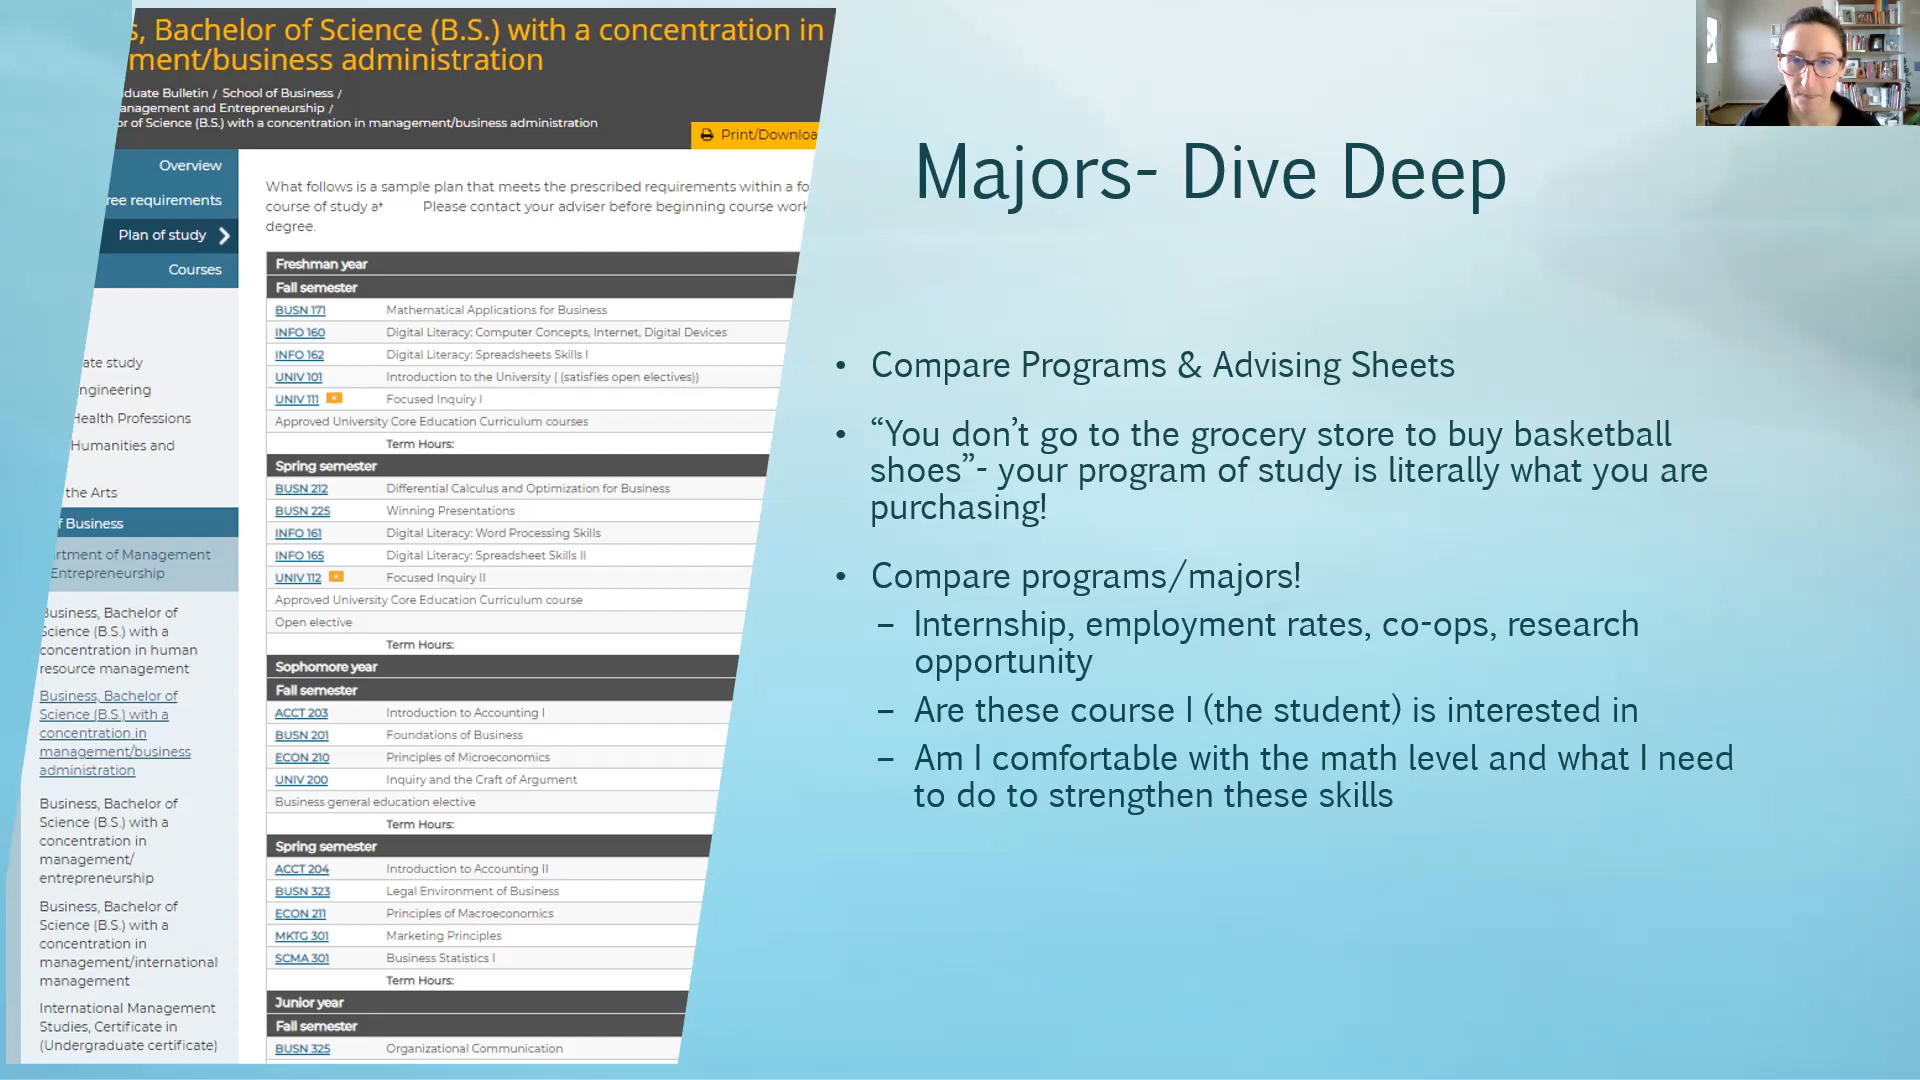 s, Bachelor of Science (B.S.) with a concentration in
ment/business administration
duate Bulletin / School of Business /
anagement and Entrepreneurship /
or of Science (B.S.) with a concentration in management/business administration
Print/Downloa
Overview
ree requirements
Plan of study
Courses
ate study
ngineering
Health Professions
Humanities and
the Arts
f Business
rtment of Management
Entrepreneurship
Business, Bachelor of
Science (B.S.) with a
concentration in human
resource management
Business, Bachelor of
Science (B.S.) with a
concentration in
management/business
administration
Business, Bachelor of
Science (B.S.) with a
concentration in
management/
entrepreneurship
Business, Bachelor of
Science (B.S.) with a
concentration in
management/international
management
International Management
Studies, Certificate in
(Undergraduate certificate)
What follows is a sample plan that meets the prescribed requirements within a fo
course of study at Please contact your adviser before beginning course work
degree.
Freshman year
Fall semester
BUSN 171 Mathematical Applications for Business
INFO 160 Digital Literacy: Computer Concepts, Internet, Digital Devices
INFO 162 Digital Literacy: Spreadsheets Skills I
UNIV 101 Introduction to the University ( (satisfies open electives))
UNIV 111 Focused Inquiry I
Approved University Core Education Curriculum courses
Term Hours:
Spring semester
BUSN 212 Differential Calculus and Optimization for Business
BUSN 225 Winning Presentations
INFO 161 Digital Literacy: Word Processing Skills
INFO 165 Digital Literacy: Spreadsheet Skills II
UNIV 112 Focused Inquiry II
Approved University Core Education Curriculum course
Open elective
Term Hours:
Sophomore year
Fall semester
ACCT 203 Introduction to Accounting I
BUSN 201 Foundations of Business
ECON 210 Principles of Microeconomics
UNIV 200 Inquiry and the Craft of Argument
Business general education elective
Term Hours:
Spring semester
ACCT 204 Introduction to Accounting II
BUSN 323 Legal Environment of Business
ECON 211 Principles of Macroeconomics
MKTG 301 Marketing Principles
SCMA 301 Business Statistics I
Term Hours:
Junior year
Fall semester
BUSN 325 Organizational Communication
Majors- Dive Deep
• Compare Programs & Advising Sheets
• “You don’t go to the grocery store to buy basketball
shoes”- your program of study is literally what you are
purchasing!
• Compare programs/majors!
– Internship, employment rates, co-ops, research
opportunity
– Are these course I (the student) is interested in
– Am I comfortable with the math level and what I need
to do to strengthen these skills